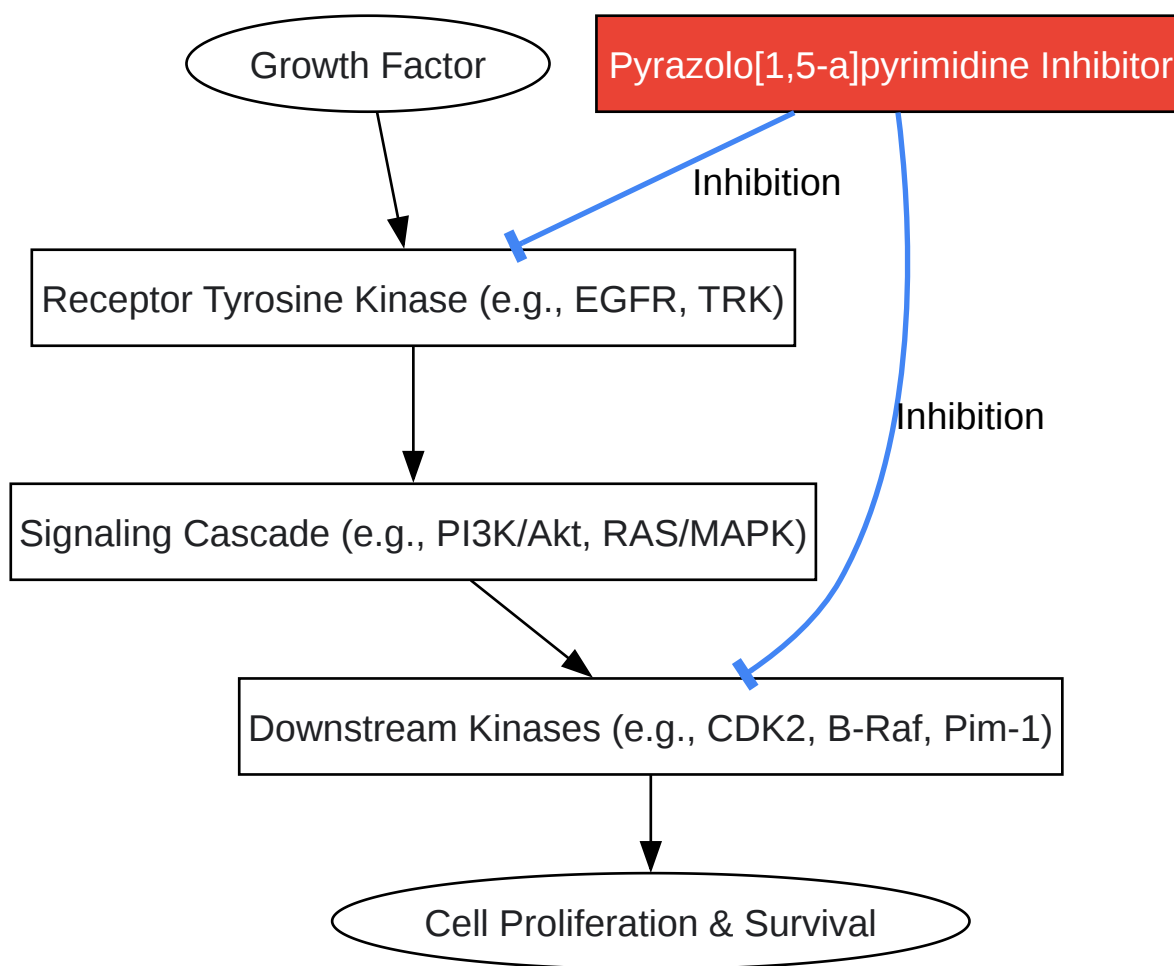 Growth Factor
Pyrazolo[1,5-a]pyrimidine Inhibitor
Inhibition
Receptor Tyrosine Kinase (e.g., EGFR, TRK)
Inhibition
Signaling Cascade (e.g., PI3K/Akt, RAS/MAPK)
Downstream Kinases (e.g., CDK2, B-Raf, Pim-1)
Cell Proliferation & Survival